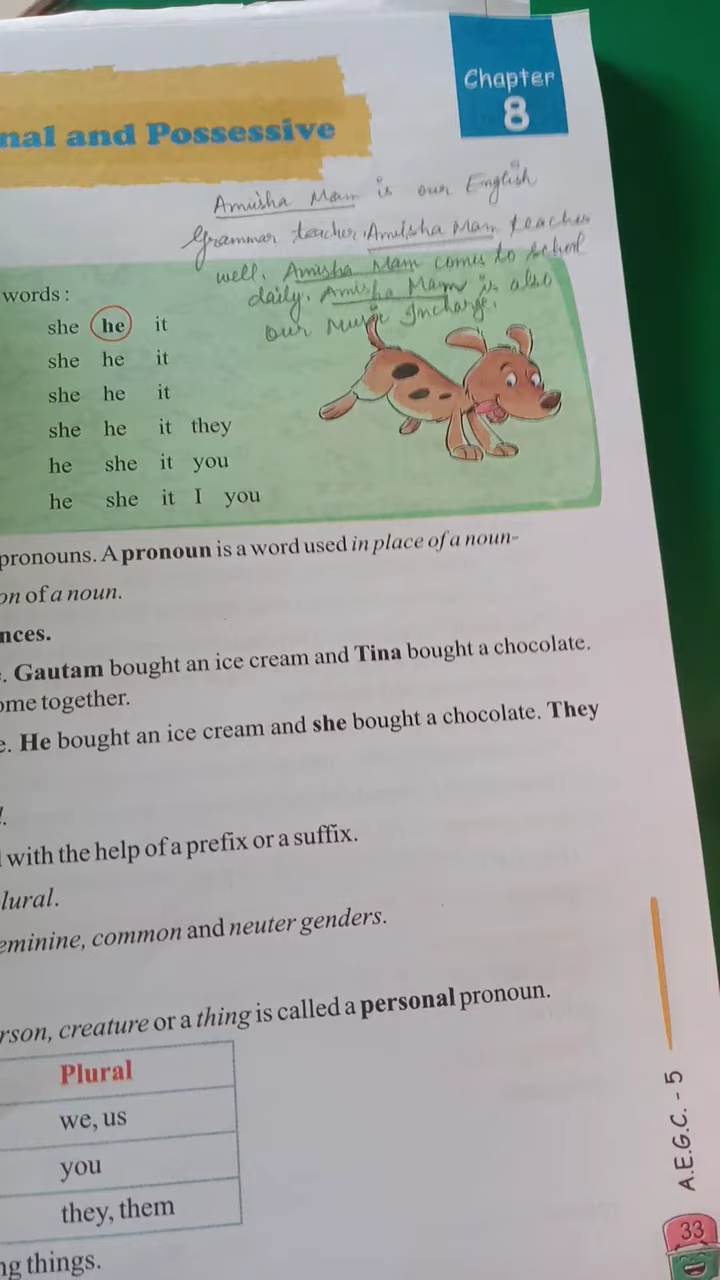 Chapter
8
nal and Possessive
Amisha Mam is our English
Grammar teacher. Amisha Mam teaches
well. Amisha Mam comes to school
daily. Amisha Mam is also
our Music Incharge.
words :
she he it
she he it
she he it
she he it they
he she it you
he she it I you
pronouns. A pronoun is a word used in place of a noun-
on of a noun.
nces.
. Gautam bought an ice cream and Tina bought a chocolate.
ome together.
e. He bought an ice cream and she bought a chocolate. They
.
with the help of a prefix or a suffix.
lural.
eminine, common and neuter genders.
rson, creature or a thing is called a personal pronoun.
Plural
we, us
you
they, them
ng things.
A.E.G.C. - 5
33